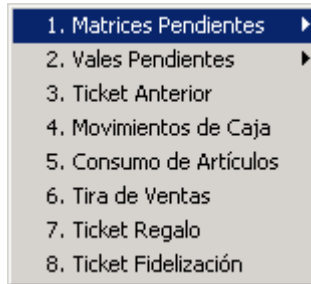 1. Matrices Pendientes
2. Vales Pendientes
3. Ticket Anterior
4. Movimientos de Caja
5. Consumo de Artículos
6. Tira de Ventas
7. Ticket Regalo
8. Ticket Fidelización